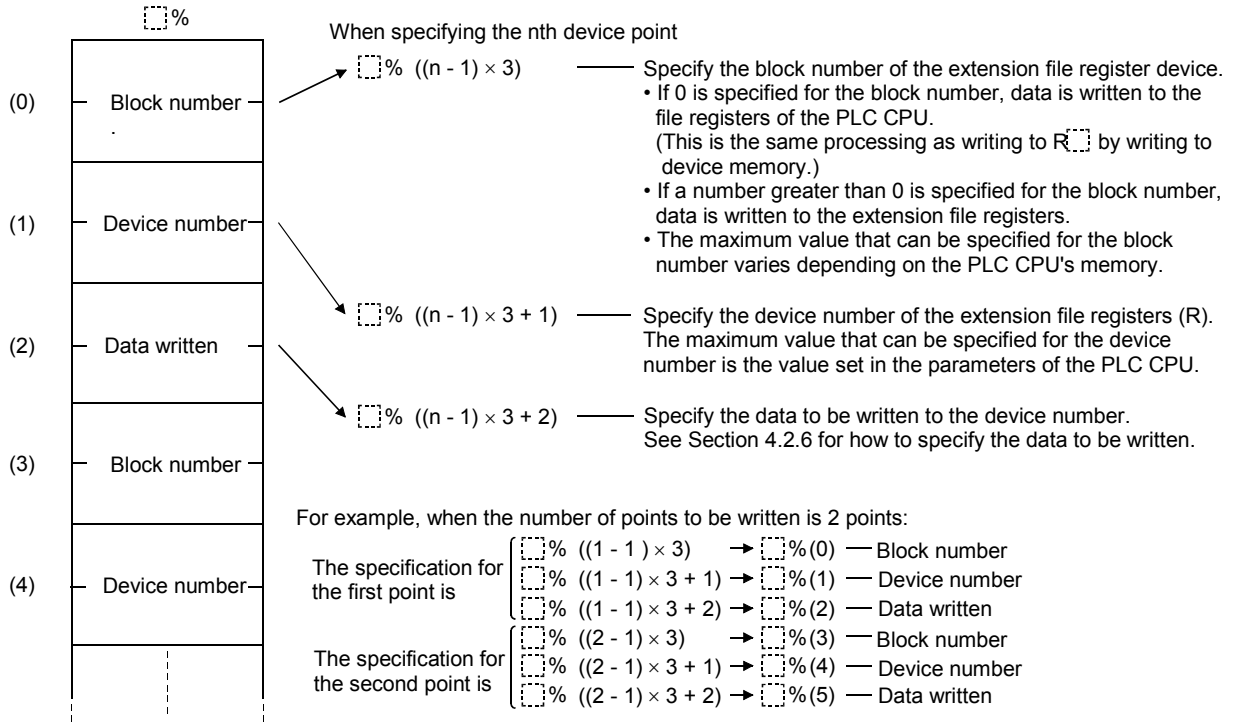 %
When specifying the nth device point
% ((n - 1) × 3)
Specify the block number of the extension file register device.
• If 0 is specified for the block number, data is written to the
file registers of the PLC CPU.
(This is the same processing as writing to R by writing to
device memory.)
• If a number greater than 0 is specified for the block number,
data is written to the extension file registers.
• The maximum value that can be specified for the block
number varies depending on the PLC CPU's memory.
(0) Block number
.
(1) Device number
% ((n - 1) × 3 + 1)
Specify the device number of the extension file registers (R).
The maximum value that can be specified for the device
number is the value set in the parameters of the PLC CPU.
(2) Data written
% ((n - 1) × 3 + 2)
Specify the data to be written to the device number.
See Section 4.2.6 for how to specify the data to be written.
(3) Block number
(4) Device number
For example, when the number of points to be written is 2 points:
The specification for
the first point is
% ((1 - 1 ) × 3) → %(0) — Block number
% ((1 - 1) × 3 + 1) → %(1) — Device number
% ((1 - 1) × 3 + 2) → %(2) — Data written
The specification for
the second point is
% ((2 - 1) × 3) → %(3) — Block number
% ((2 - 1) × 3 + 1) → %(4) — Device number
% ((2 - 1) × 3 + 2) → %(5) — Data written